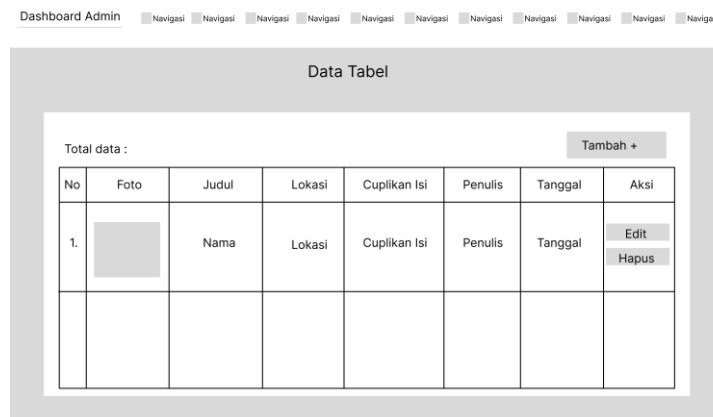 Dashboard Admin Navigasi Navigasi Navigasi Navigasi Navigasi Navigasi Navigasi Navigasi Navigasi Navigasi Naviga
Data Tabel
Total data : Tambah +
No Foto Judul Lokasi Cuplikan Isi Penulis Tanggal Aksi
1. Nama Lokasi Cuplikan Isi Penulis Tanggal Edit
Hapus